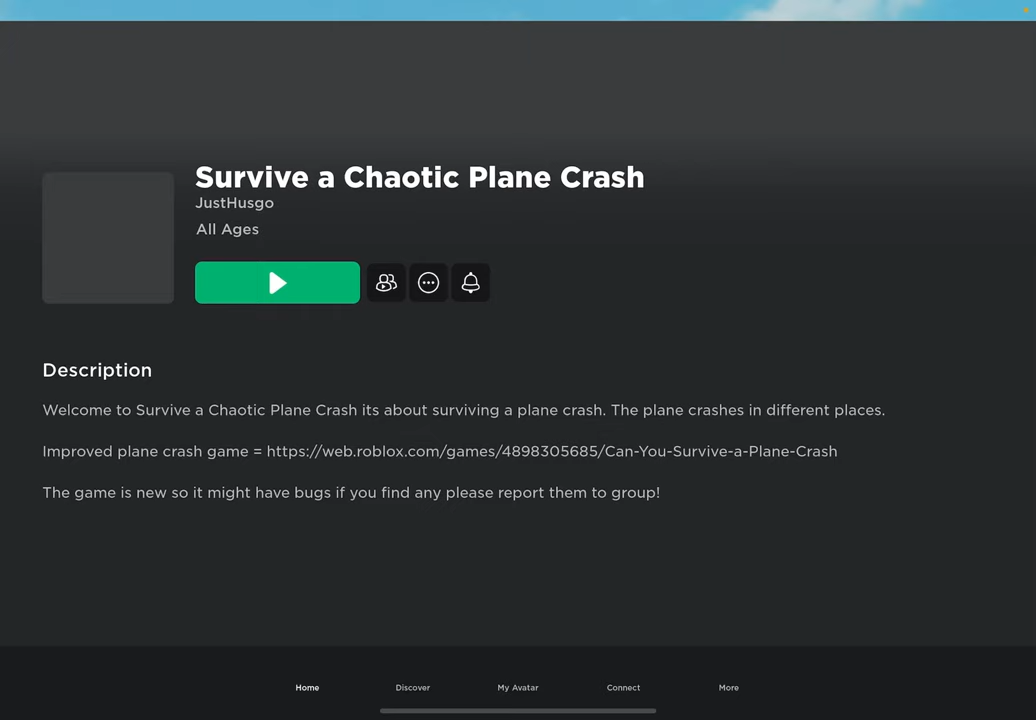 Survive a Chaotic Plane Crash
JustHusgo
All Ages
Description
Welcome to Survive a Chaotic Plane Crash its about surviving a plane crash. The plane crashes in different places.
Improved plane crash game = https://web.roblox.com/games/4898305685/Can-You-Survive-a-Plane-Crash
The game is new so it might have bugs if you find any please report them to group!
Home
Discover
My Avatar
Connect
More